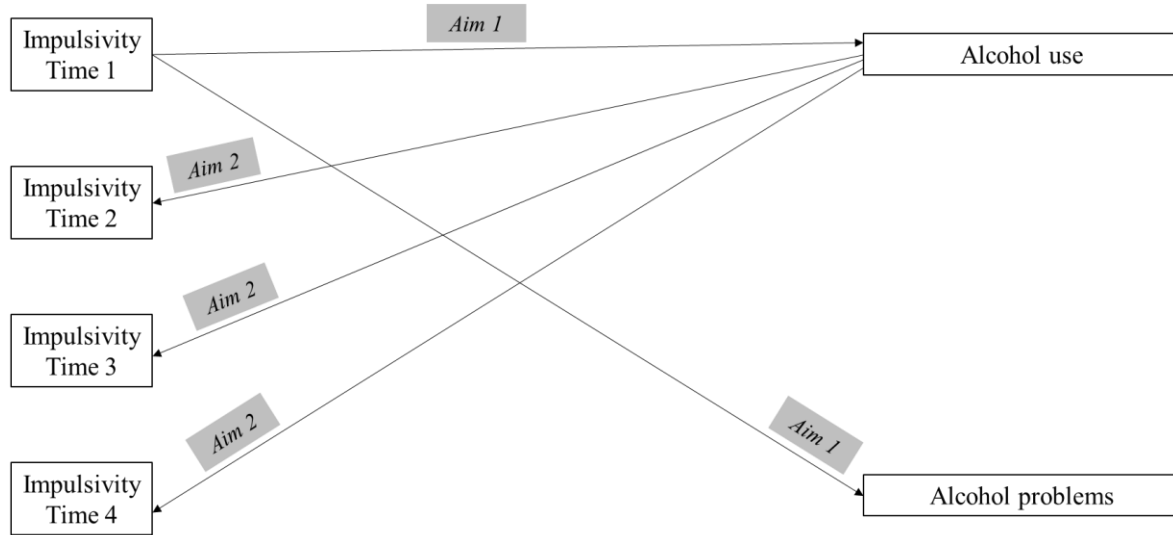 Impulsivity
Time 1
Aim 1
Alcohol use
Impulsivity
Time 2
Aim 2
Impulsivity
Time 3
Aim 2
Impulsivity
Time 4
Aim 2
Aim 1
Alcohol problems